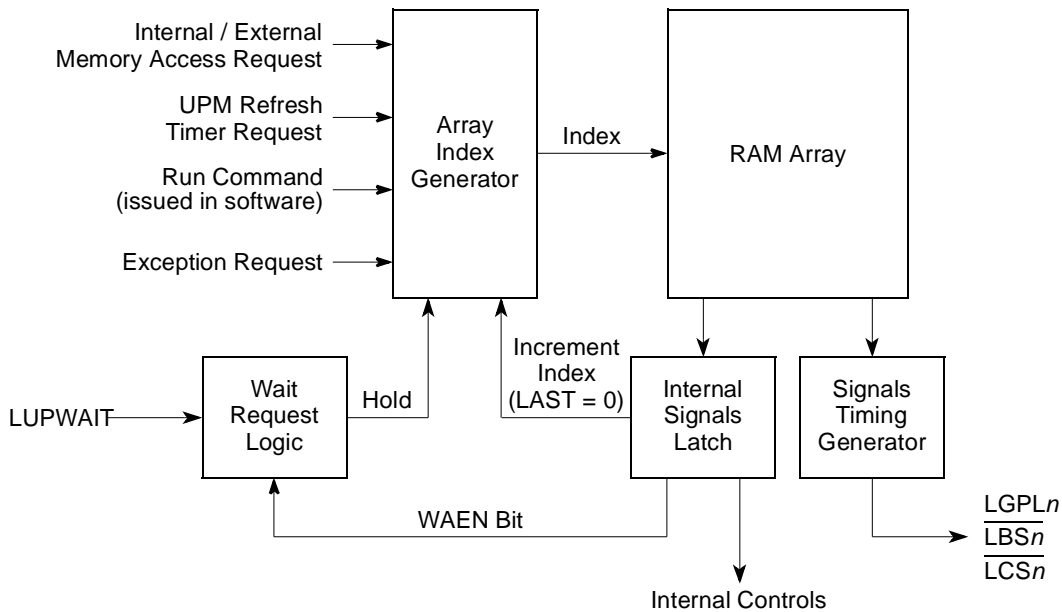 Internal / External
Memory Access Request
UPM Refresh
Timer Request
Run Command
(issued in software)
Exception Request
Array
Index
Generator
Index
RAM Array
LUPWAIT
Wait
Request
Logic
Hold
Increment
Index
(LAST = 0)
Internal
Signals
Latch
Signals
Timing
Generator
WAEN Bit
Internal Controls
LGPLn
LBSn
LCSn